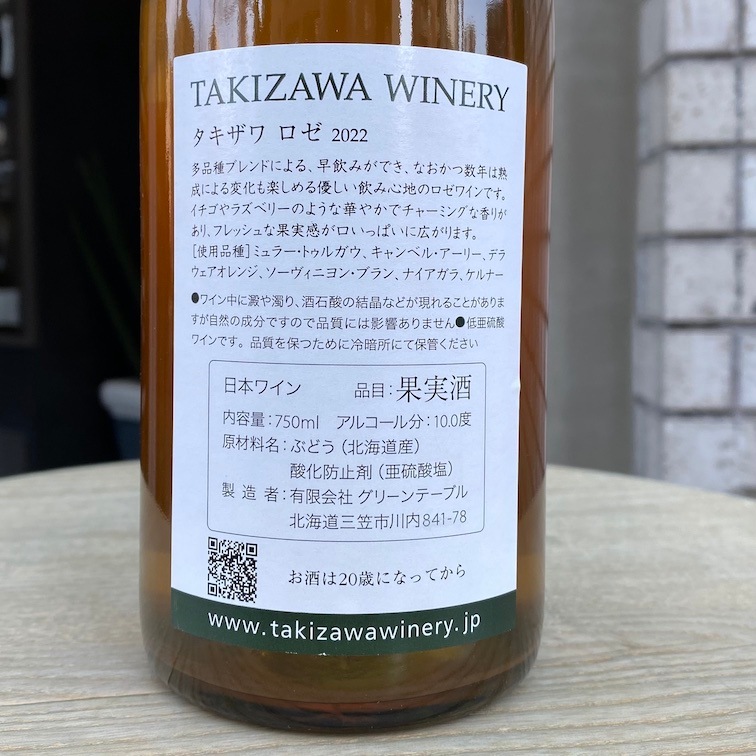 TAKIZAWA WINERY
タキザワ ロゼ 2022
多品種ブレンドによる、早飲みができ、なおかつ数年は熟
成による変化も楽しめる優しい飲み心地のロゼワインです。
イチゴやラズベリーのような華やかでチャーミングな香りが
あり、フレッシュな果実感が口いっぱいに広がります。
[使用品種]ミュラー・トゥルガウ、キャンベル・アーリー、デラ
ウェアオレンジ、ソーヴィニヨン・ブラン、ナイアガラ、ケルナー
●ワイン中に澱や濁り、酒石酸の結晶などが現れることがありま
すが自然の成分ですので品質には影響ありません●低亜硫酸
ワインです。品質を保つために冷暗所にて保管ください
日本ワイン 品目:果実酒
内容量:750ml アルコール分:10.0度
原材料名:ぶどう(北海道産)
酸化防止剤(亜硫酸塩)
製造者:有限会社 グリーンテーブル
北海道三笠市川内841-78
お酒は20歳になってから
www.takizawawinery.jp